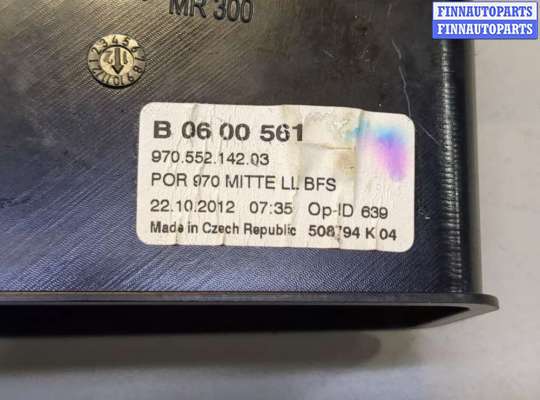 MR 300
FINNAUTOPARTS
FINNAUTOPARTS
B 06 00 561
970.552.142.03
POR 970 MITTE LL BFS
22.10.2012 07:35 Op-ID 639
Made in Czech Republic 508794 K 04